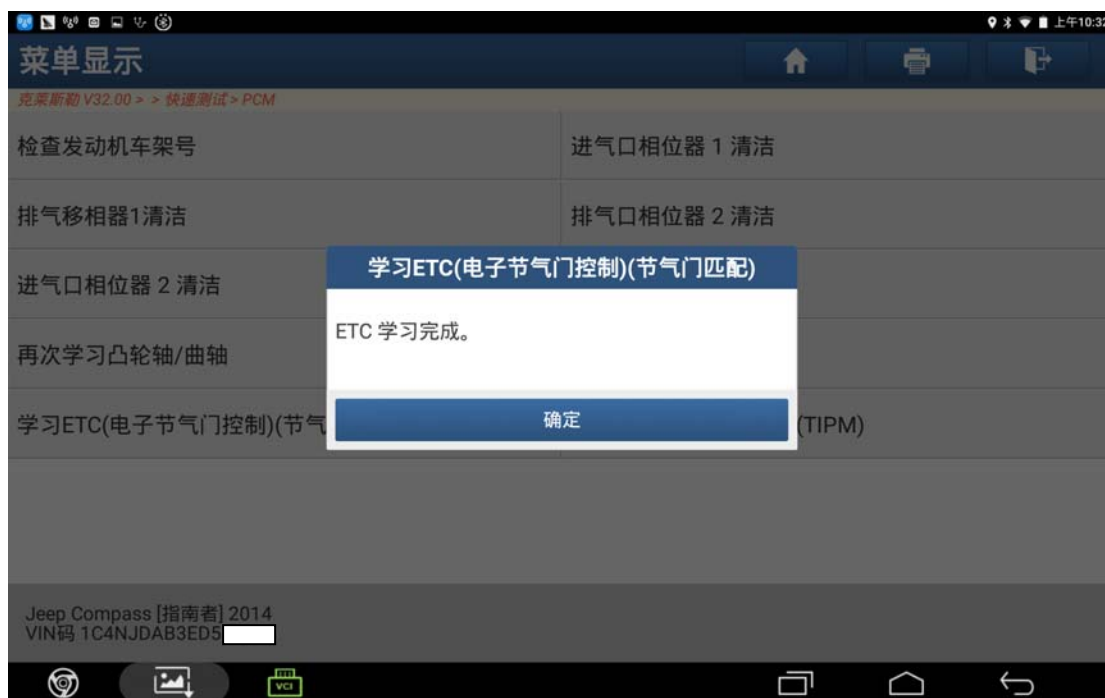 上午10:32
菜单显示
克莱斯勒 V32.00 > > 快速测试 > PCM
检查发动机车架号
进气口相位器 1 清洁
排气移相器1清洁
排气口相位器 2 清洁
进气口相位器 2 清洁
学习ETC(电子节气门控制)(节气门匹配)
ETC 学习完成。
再次学习凸轮轴/曲轴
确定
学习ETC(电子节气门控制)(节气
(TIPM)
Jeep Compass [指南者] 2014
VIN码 1C4NJDAB3ED5
VCI